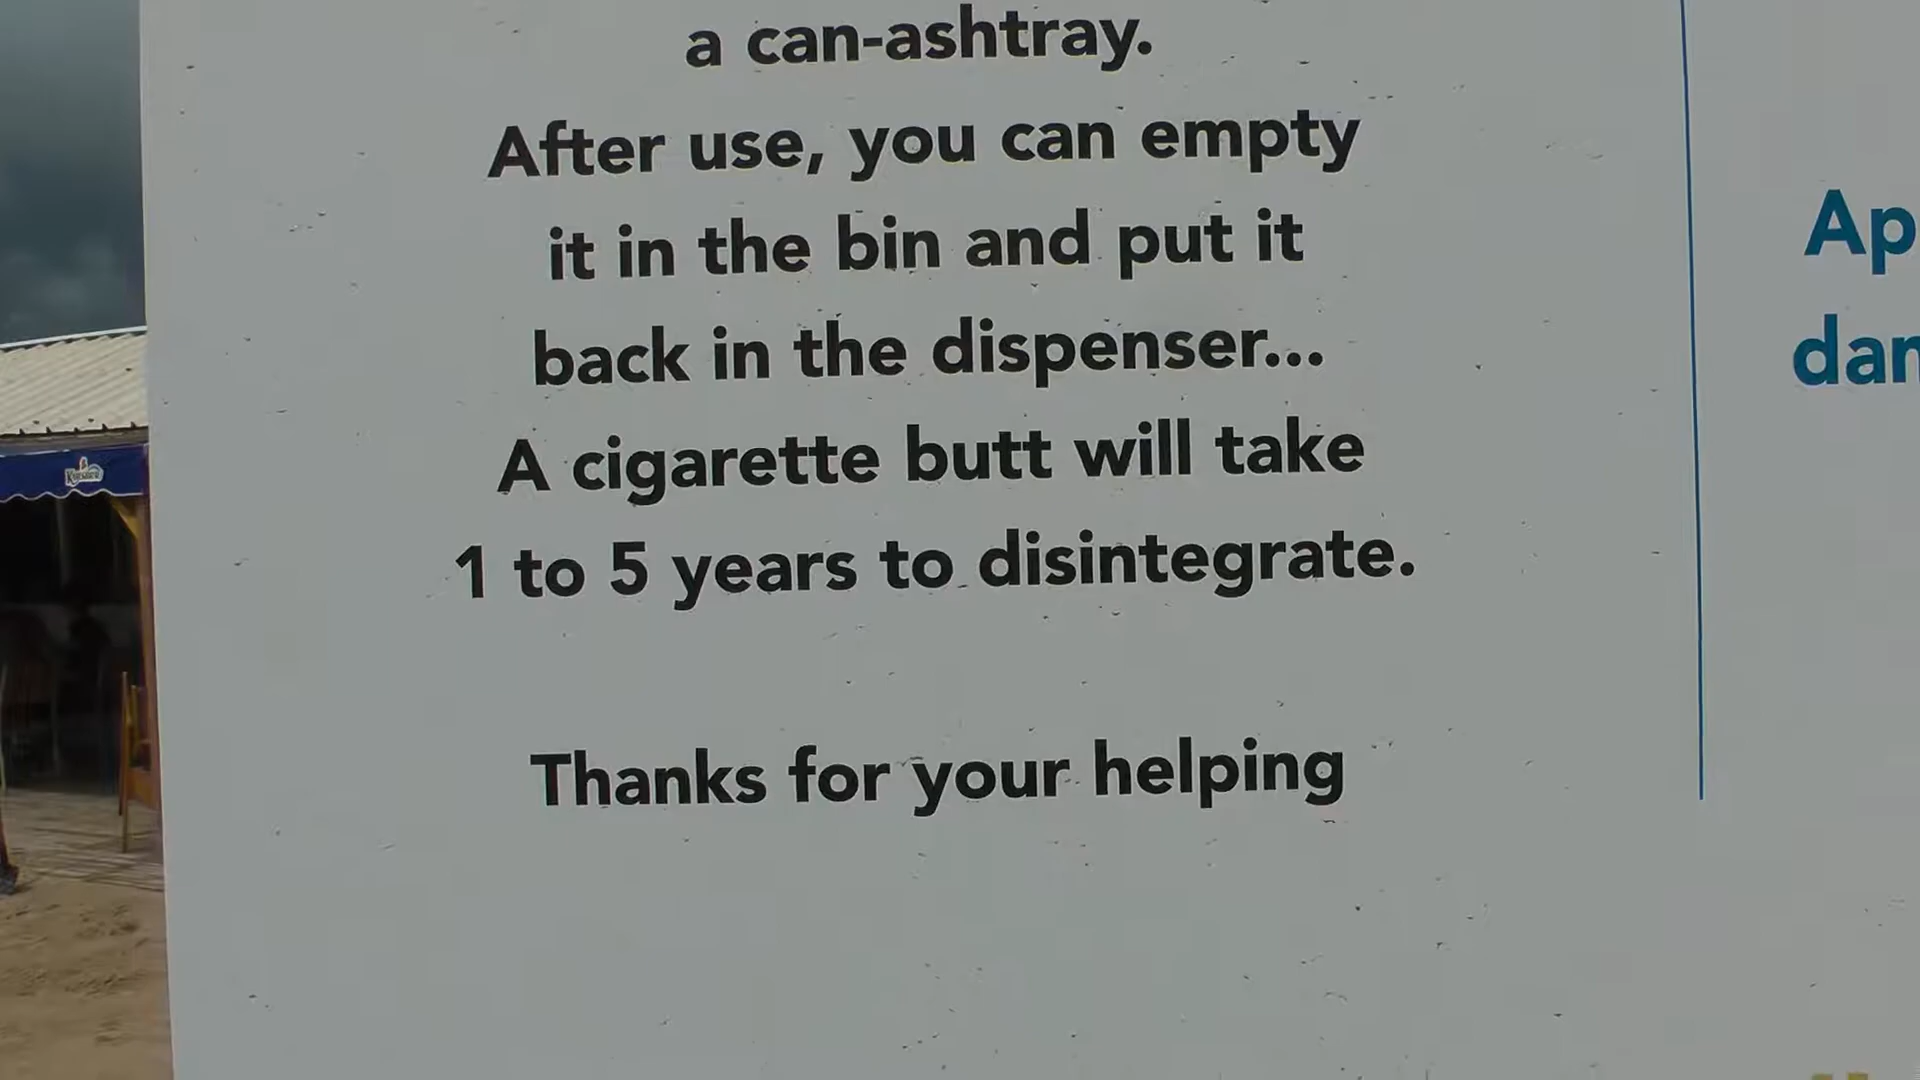 a can-ashtray.
After use, you can empty
it in the bin and put it
back in the dispenser...
A cigarette butt will take
1 to 5 years to disintegrate.
Thanks for your helping
Ap
dan